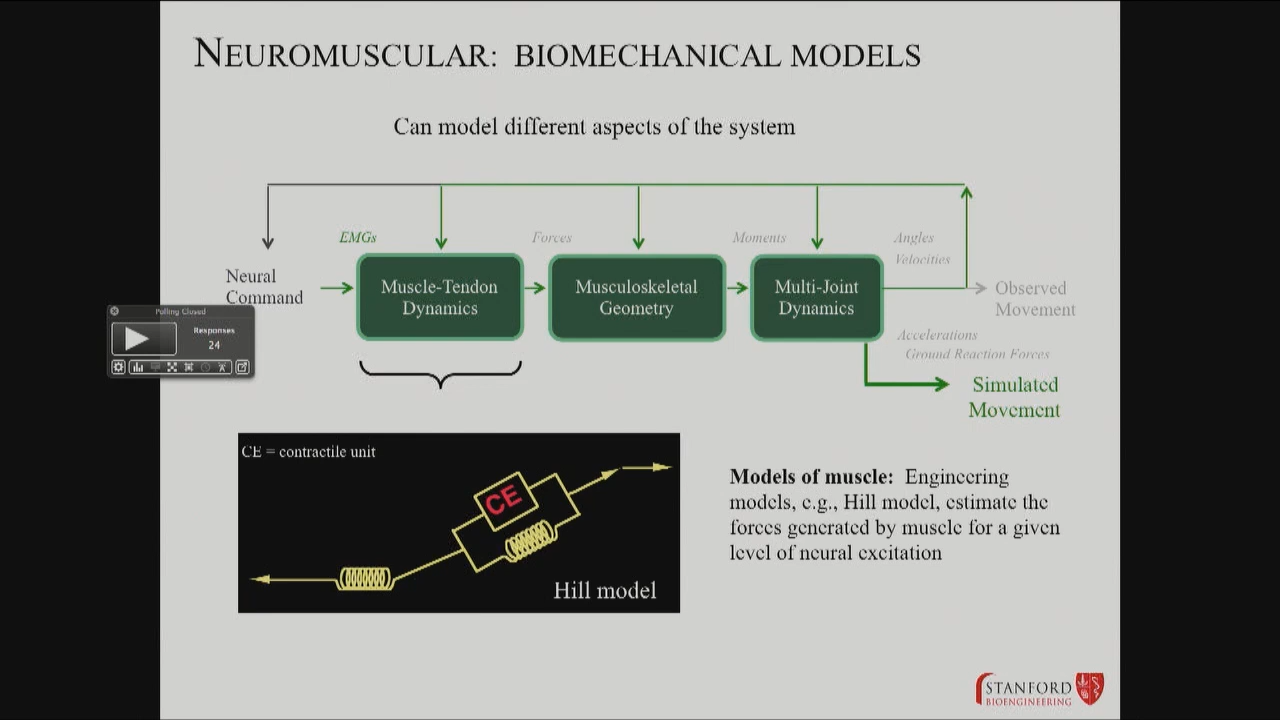 NEUROMUSCULAR: BIOMECHANICAL MODELS
Can model different aspects of the system
EMGs
Forces
Moments
Angles
Velocities
Neural
Command
Muscle-Tendon
Dynamics
Musculoskeletal
Geometry
Multi-Joint
Dynamics
Observed
Movement
Accelerations
Ground Reaction Forces
Simulated
Movement
Polling Closed
Responses
24
CE = contractile unit
CE
Hill model
Models of muscle: Engineering
models, e.g., Hill model, estimate the
forces generated by muscle for a given
level of neural excitation
STANFORD
BIOENGINEERING